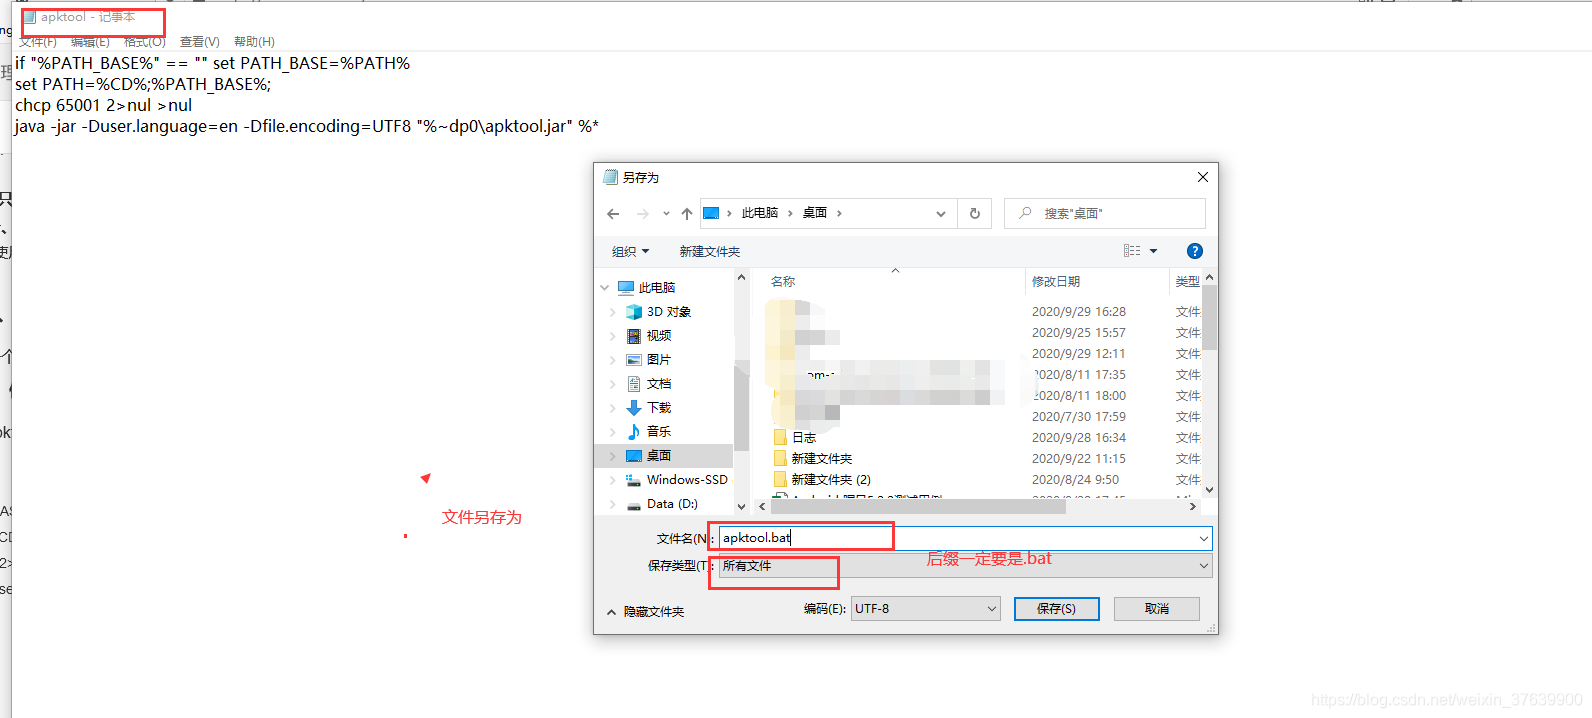 apktool - 记事本
文件(F) 编辑(E) 格式(O) 查看(V) 帮助(H)
if "%PATH_BASE%" == "" set PATH_BASE=%PATH%
set PATH=%CD%;%PATH_BASE%;
chcp 65001 2>nul >nul
java -jar -Duser.language=en -Dfile.encoding=UTF8 "%~dp0\apktool.jar" %*
另存为
此电脑 › 桌面 ›
搜索"桌面"
组织 新建文件夹
名称 修改日期 类型
此电脑
3D 对象
视频
图片
文档
下载
音乐
桌面
Windows-SSD
Data (D:)
2020/9/29 16:28 文件
2020/9/25 15:57 文件
2020/9/29 12:11 文件
2020/8/11 17:35 文件
2020/8/11 18:00 文件
2020/7/30 17:59 文件
日志 2020/9/28 16:34 文件
新建文件夹 2020/9/22 11:15 文件
新建文件夹 (2) 2020/8/24 9:50 文件
文件另存为
文件名(N): apktool.bat
后缀一定要是.bat
保存类型(T): 所有文件
隐藏文件夹
编码(E): UTF-8
保存(S) 取消
https://blog.csdn.net/weixin_37639900